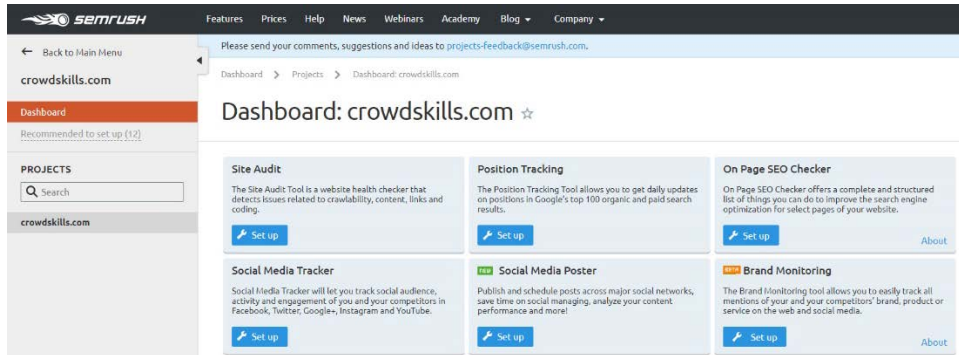 semrush
Features Prices Help News Webinars Academy Blog Company
Back to Main Menu
crowdskills.com
Dashboard
Recommended to set up (12)
PROJECTS
Search
crowdskills.com
Please send your comments, suggestions and ideas to projects-feedback@semrush.com.
Dashboard > Projects > Dashboard: crowdskills.com
Dashboard: crowdskills.com
Site Audit
The Site Audit Tool is a website health checker that
detects issues related to crawlability, content, links and
coding.
Set up
Position Tracking
The Position Tracking Tool allows you to get daily updates
on positions in Google's top 100 organic and paid search
results.
Set up
On Page SEO Checker
On Page SEO Checker offers a complete and structured
list of things you can do to improve the search engine
optimization for select pages of your website.
Set up
About
Social Media Tracker
Social Media Tracker will let you track social audience,
activity and engagement of you and your competitors in
Facebook, Twitter, Google+, Instagram and YouTube.
Set up
NEW Social Media Poster
Publish and schedule posts across major social networks,
save time on social managing, analyze your content
performance and more!
Set up
BETA Brand Monitoring
The Brand Monitoring tool allows you to easily track all
mentions of your and your competitors' brand, product or
service on the web and social media.
Set up
About